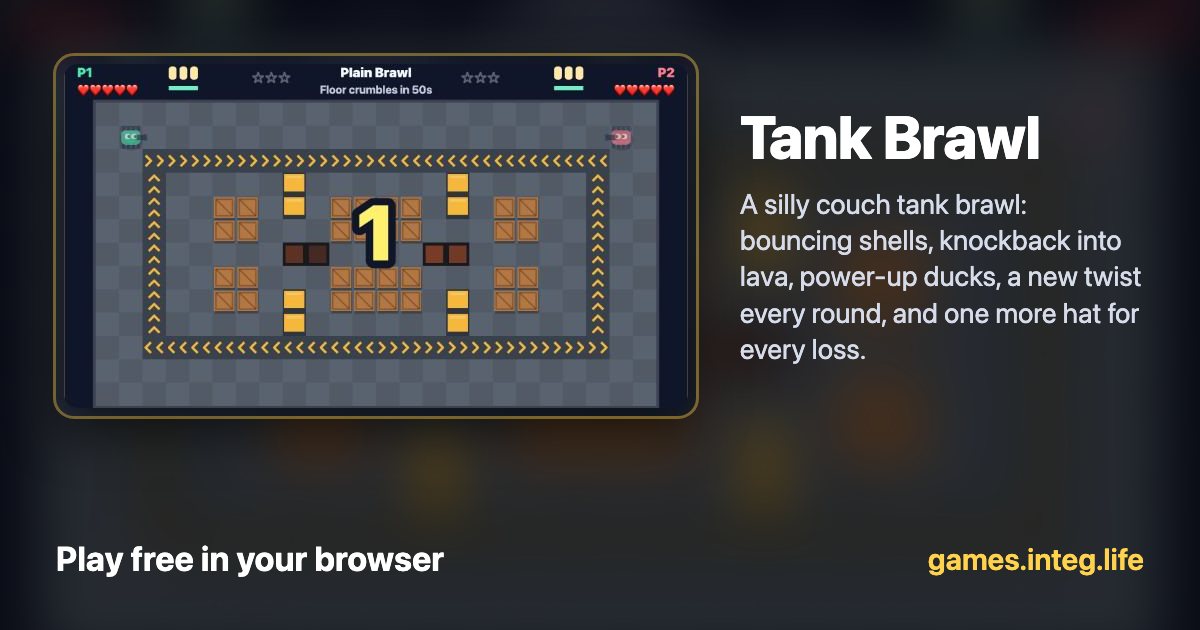 P1
Plain Brawl
P2
Floor crumbles in 50s
1
Tank Brawl
A silly couch tank brawl:
bouncing shells, knockback into
lava, power-up ducks, a new twist
every round, and one more hat for
every loss.
Play free in your browser
games.integ.life